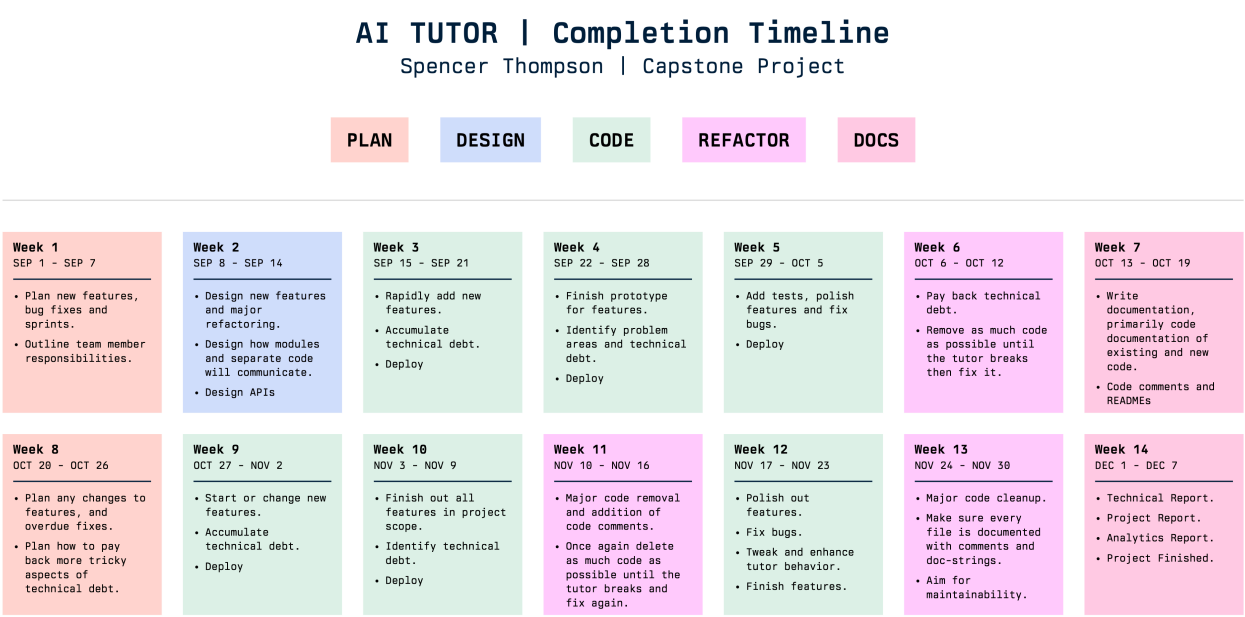 AI TUTOR | Completion Timeline
Spencer Thompson | Capstone Project
PLAN
DESIGN
CODE
REFACTOR
DOCS
Week 1
SEP 1 - SEP 7
• Plan new features,
bug fixes and
sprints.
• Outline team member
responsibilities.
Week 2
SEP 8 - SEP 14
• Design new features
and major
refactoring.
• Design how modules
and separate code
will communicate.
• Design APIs
Week 3
SEP 15 - SEP 21
• Rapidly add new
features.
• Accumulate
technical debt.
• Deploy
Week 4
SEP 22 - SEP 28
• Finish prototype
for features.
• Identify problem
areas and technical
debt.
• Deploy
Week 5
SEP 29 - OCT 5
• Add tests, polish
features and fix
bugs.
• Deploy
Week 6
OCT 6 - OCT 12
• Pay back technical
debt.
• Remove as much code
as possible until
the tutor breaks
then fix it.
Week 7
OCT 13 - OCT 19
• Write
documentation,
primarily code
documentation of
existing and new
code.
• Code comments and
READMEs
Week 8
OCT 20 - OCT 26
• Plan any changes to
features, and
overdue fixes.
• Plan how to pay
back more tricky
aspects of
technical debt.
Week 9
OCT 27 - NOV 2
• Start or change new
features.
• Accumulate
technical debt.
• Deploy
Week 10
NOV 3 - NOV 9
• Finish out all
features in project
scope.
• Identify technical
debt.
• Deploy
Week 11
NOV 10 - NOV 16
• Major code removal
and addition of
code comments.
• Once again delete
as much code as
possible until the
tutor breaks and
fix again.
Week 12
NOV 17 - NOV 23
• Polish out
features.
• Fix bugs.
• Tweak and enhance
tutor behavior.
• Finish features.
Week 13
NOV 24 - NOV 30
• Major code cleanup.
• Make sure every
file is documented
with comments and
doc-strings.
• Aim for
maintainability.
Week 14
DEC 1 - DEC 7
• Technical Report.
• Project Report.
• Analytics Report.
• Project Finished.